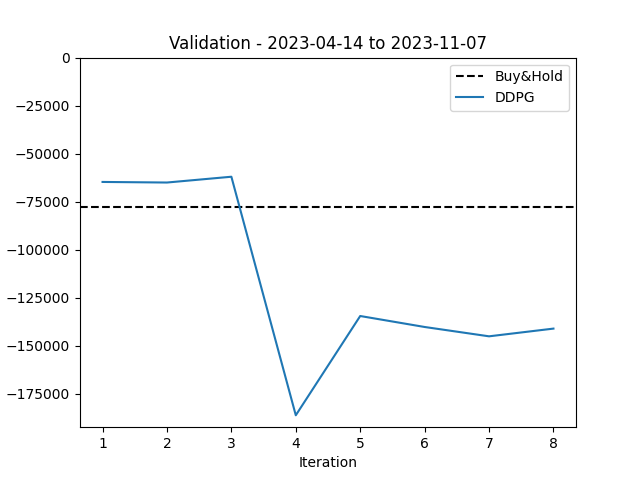 Validation - 2023-04-14 to 2023-11-07
0
−25000
−50000
−75000
−100000
−125000
−150000
−175000
Buy&Hold
DDPG
1 2 3 4 5 6 7 8
Iteration